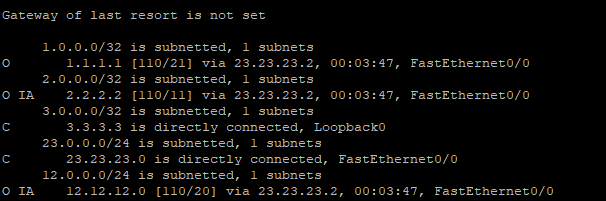 Gateway of last resort is not set
1.0.0.0/32 is subnetted, 1 subnets
O 1.1.1.1 [110/21] via 23.23.23.2, 00:03:47, FastEthernet0/0
2.0.0.0/32 is subnetted, 1 subnets
O IA 2.2.2.2 [110/11] via 23.23.23.2, 00:03:47, FastEthernet0/0
3.0.0.0/32 is subnetted, 1 subnets
C 3.3.3.3 is directly connected, Loopback0
23.0.0.0/24 is subnetted, 1 subnets
C 23.23.23.0 is directly connected, FastEthernet0/0
12.0.0.0/24 is subnetted, 1 subnets
O IA 12.12.12.0 [110/20] via 23.23.23.2, 00:03:47, FastEthernet0/0